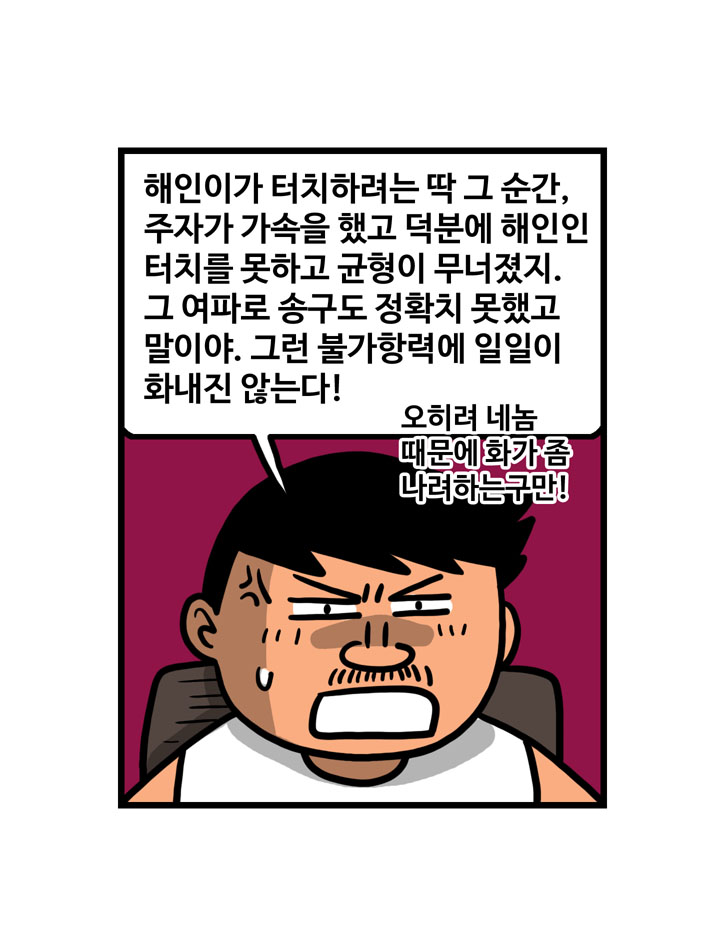 해인이가 터치하려는 딱 그 순간,
주자가 가속을 했고 덕분에 해인인
터치를 못하고 균형이 무너졌지.
그 여파로 송구도 정확치 못했고
말이야. 그런 불가항력에 일일이
화내진 않는다!
오히려 네놈
때문에 화가 좀
나려하는구만!